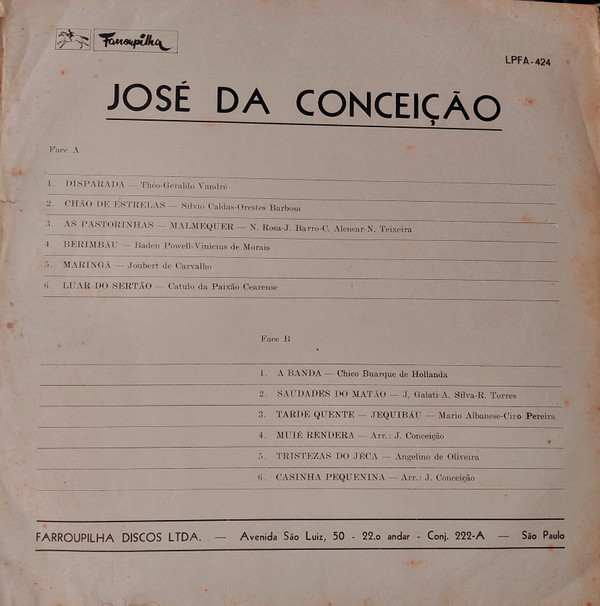 Farroupilha
LPFA-424
JOSÉ DA CONCEIÇÃO
Face A
1. DISPARADA — Théo-Geraldo Vandré
2. CHÃO DE ESTRELAS — Silvio Caldas-Orestes Barbosa
3. AS PASTORINHAS — MALMEQUER — N. Rosa-J. Barro-C. Alencar-N. Teixeira
4. BERIMBÁU — Baden Powell-Vinicius de Morais
5. MARINGÁ — Joubert de Carvalho
6. LUAR DO SERTÃO — Catulo da Paixão Cearense
Face B
1. A BANDA — Chico Buarque de Hollanda
2. SAUDADES DO MATÃO — J, Galati-A. Silva-R. Torres
3. TARDE QUENTE — JEQUIBÁU — Mario Albanese-Ciro Pereira
4. MUIÉ RENDERA — Arr.: J. Conceição
5. TRISTEZAS DO JÉCA — Angelino de Oliveira
6. CASINHA PEQUENINA — Arr.: J. Conceição
FARROUPILHA DISCOS LTDA. — Avenida São Luiz, 50 - 22.o andar - Conj. 222-A — São Paulo